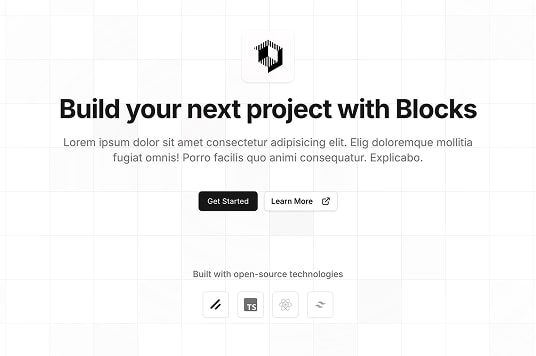 Build your next project with Blocks
Lorem ipsum dolor sit amet consectetur adipisicing elit. Elig doloremque mollitia
fugiat omnis! Porro facilis quo animi consequatur. Explicabo.
Get Started
Learn More
Built with open-source technologies
TS